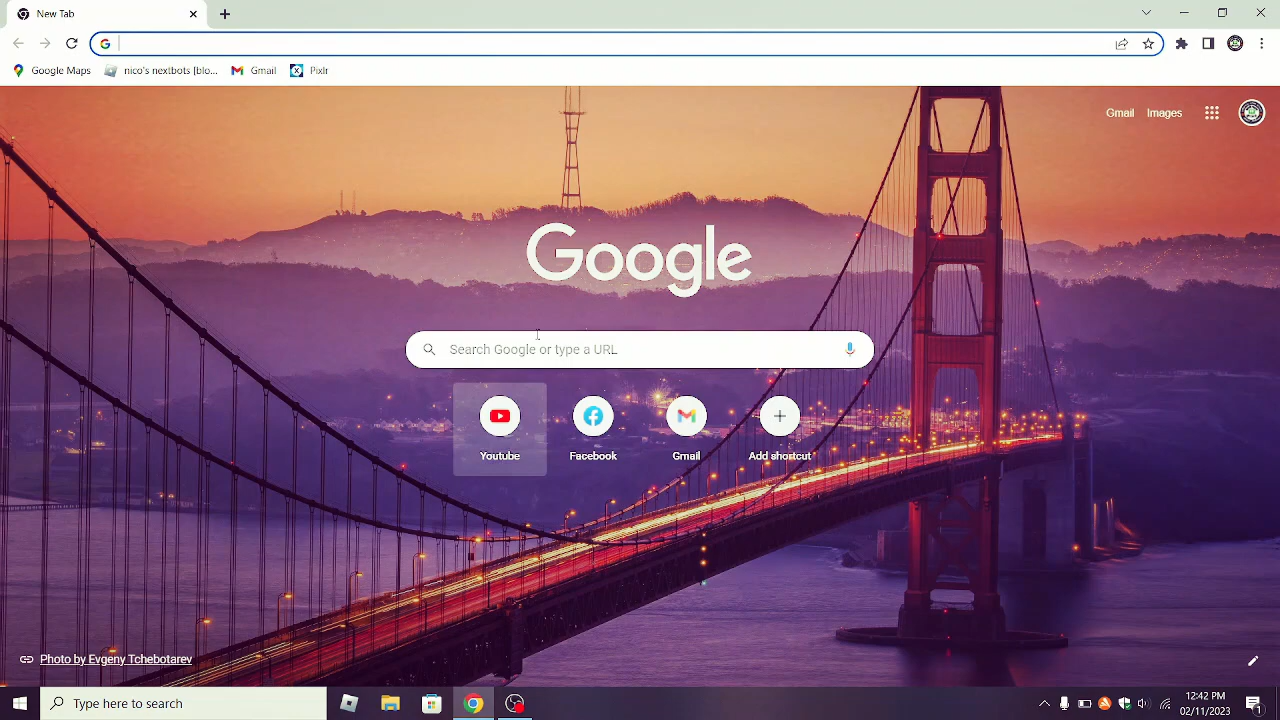 New Tab
Google Maps
nico's nextbots [blo...
Gmail
Pixlr
Gmail
Images
Google
Search Google or type a URL
Youtube
Facebook
Gmail
Add shortcut
Photo by Evgeny Tchebotarev
Type here to search
12:42 PM
02/11/2023
1